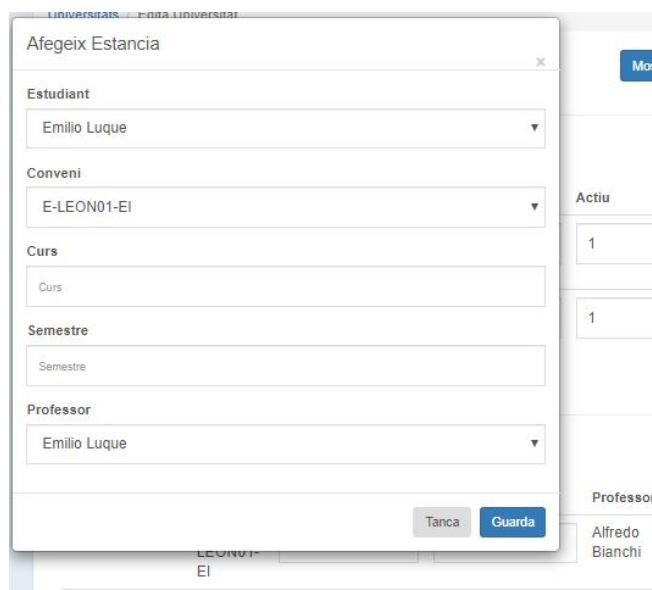 Universitats / Edita Universitat
Afegeix Estancia
×
Mos
Estudiant
Emilio Luque
Conveni
E-LEON01-EI
Actiu
Curs
1
Curs
Semestre
1
Semestre
Professor
Emilio Luque
Professor
Tanca
Guarda
Alfredo
Bianchi
LEON01-
EI